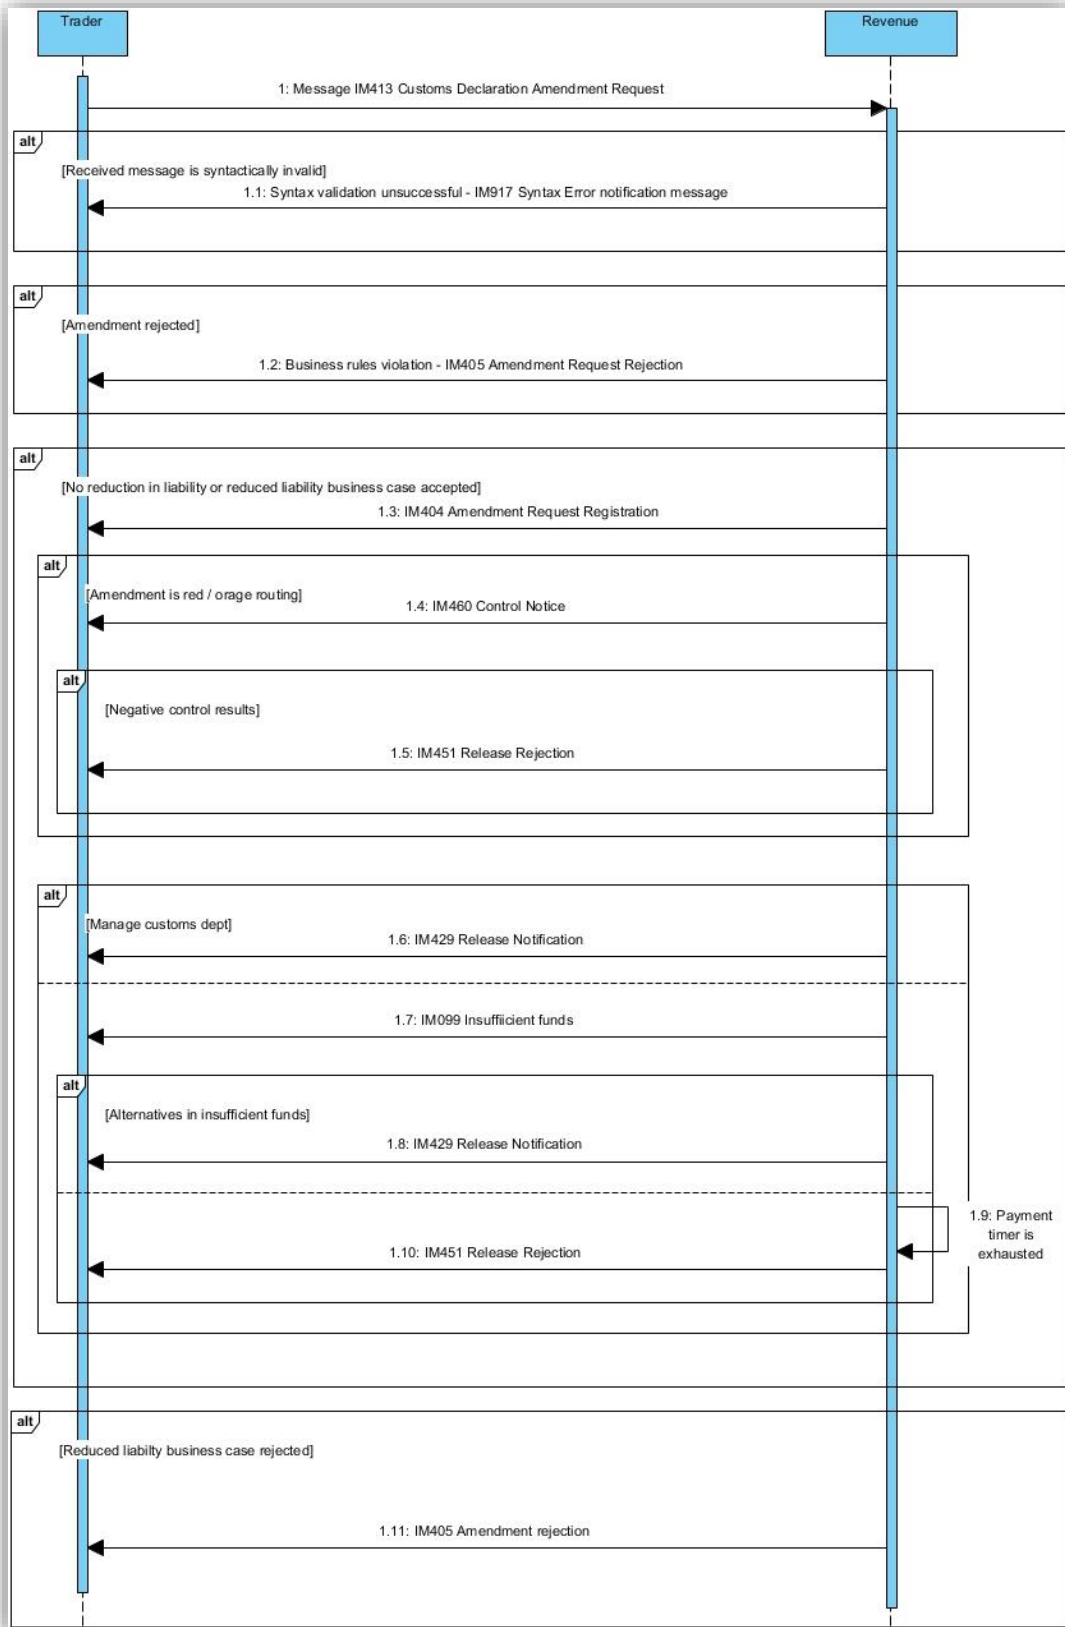 Trader
Revenue
1: Message IM413 Customs Declaration Amendment Request
alt
[Received message is syntactically invalid]
1.1: Syntax validation unsuccessful - IM917 Syntax Error notification message
alt
[Amendment rejected]
1.2: Business rules violation - IM405 Amendment Request Rejection
alt
[No reduction in liability or reduced liability business case accepted]
1.3: IM404 Amendment Request Registration
alt
[Amendment is red / orage routing]
1.4: IM460 Control Notice
alt
[Negative control results]
1.5: IM451 Release Rejection
alt
[Manage customs dept]
1.6: IM429 Release Notification
1.7: IM099 Insuffiicient funds
alt
[Alternatives in insufficient funds]
1.8: IM429 Release Notification
1.9: Payment
timer is
exhausted
1.10: IM451 Release Rejection
alt
[Reduced liabilty business case rejected]
1.11: IM405 Amendment rejection